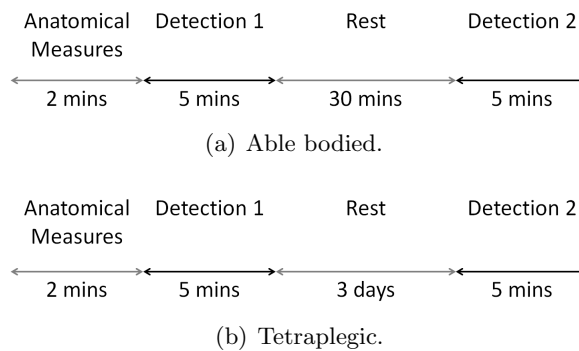 Anatomical Measures Detection 1 Rest Detection 2
2 mins 5 mins 30 mins 5 mins
(a) Able bodied.
Anatomical Measures Detection 1 Rest Detection 2
2 mins 5 mins 3 days 5 mins
(b) Tetraplegic.